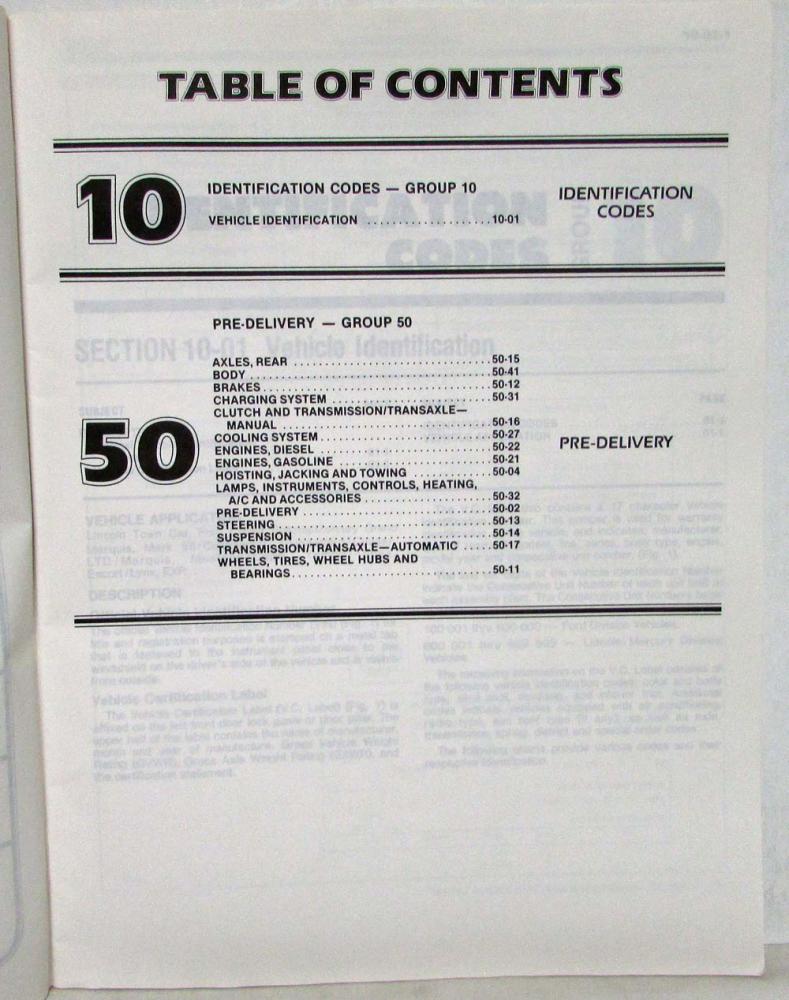 TABLE OF CONTENTS
10
IDENTIFICATION CODES — GROUP 10
VEHICLE IDENTIFICATION ...................10-01
IDENTIFICATION
CODES
PRE-DELIVERY — GROUP 50
50
AXLES, REAR ..............................50-15
BODY .....................................50-41
BRAKES ...................................50-12
CHARGING SYSTEM ..........................50-31
CLUTCH AND TRANSMISSION/TRANSAXLE—
MANUAL ...................................50-16
COOLING SYSTEM ...........................50-27
ENGINES, DIESEL ..........................50-22
ENGINES, GASOLINE ........................50-21
HOISTING, JACKING AND TOWING .............50-04
LAMPS, INSTRUMENTS, CONTROLS, HEATING,
A/C AND ACCESSORIES ......................50-32
PRE-DELIVERY .............................50-02
STEERING .................................50-13
SUSPENSION ...............................50-14
TRANSMISSION/TRANSAXLE—AUTOMATIC .....50-17
WHEELS, TIRES, WHEEL HUBS AND
BEARINGS .................................50-11
PRE-DELIVERY
SECTION 10-01 Vehicle Identification
DESCRIPTION
Vehicle Certification Label